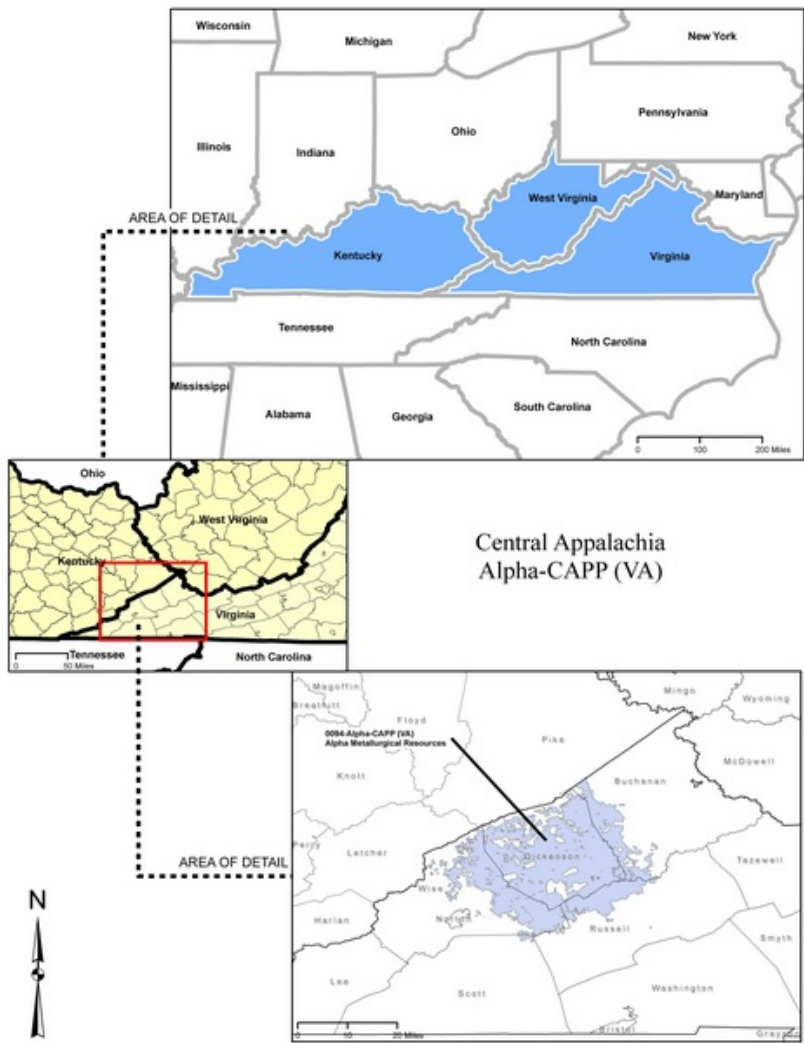 Wisconsin
Michigan
New York
Pennsylvania
Ohio
Illinois
Indiana
Maryland
West Virginia
AREA OF DETAIL
Kentucky
Virginia
Tennessee
North Carolina
Mississippi
Alabama
Georgia
South Carolina
0 100 200 Miles
Ohio
West Virginia
Kentucky
Virginia
Tennessee
North Carolina
0 50 Miles
Central Appalachia
Alpha-CAPP (VA)
Magoffin
Mingo
Wyoming
Breathitt
Floyd
0094-Alpha-CAPP (VA)
Alpha Metallurgical Resources
Pike
McDowell
Knott
Buchanan
Perry
Letcher
Dickenson
Tazewell
AREA OF DETAIL
Wise
N
Harlan
Norton
Russell
Smyth
Lee
Scott
Washington
Bristol
Grayson
0 10 20 Miles